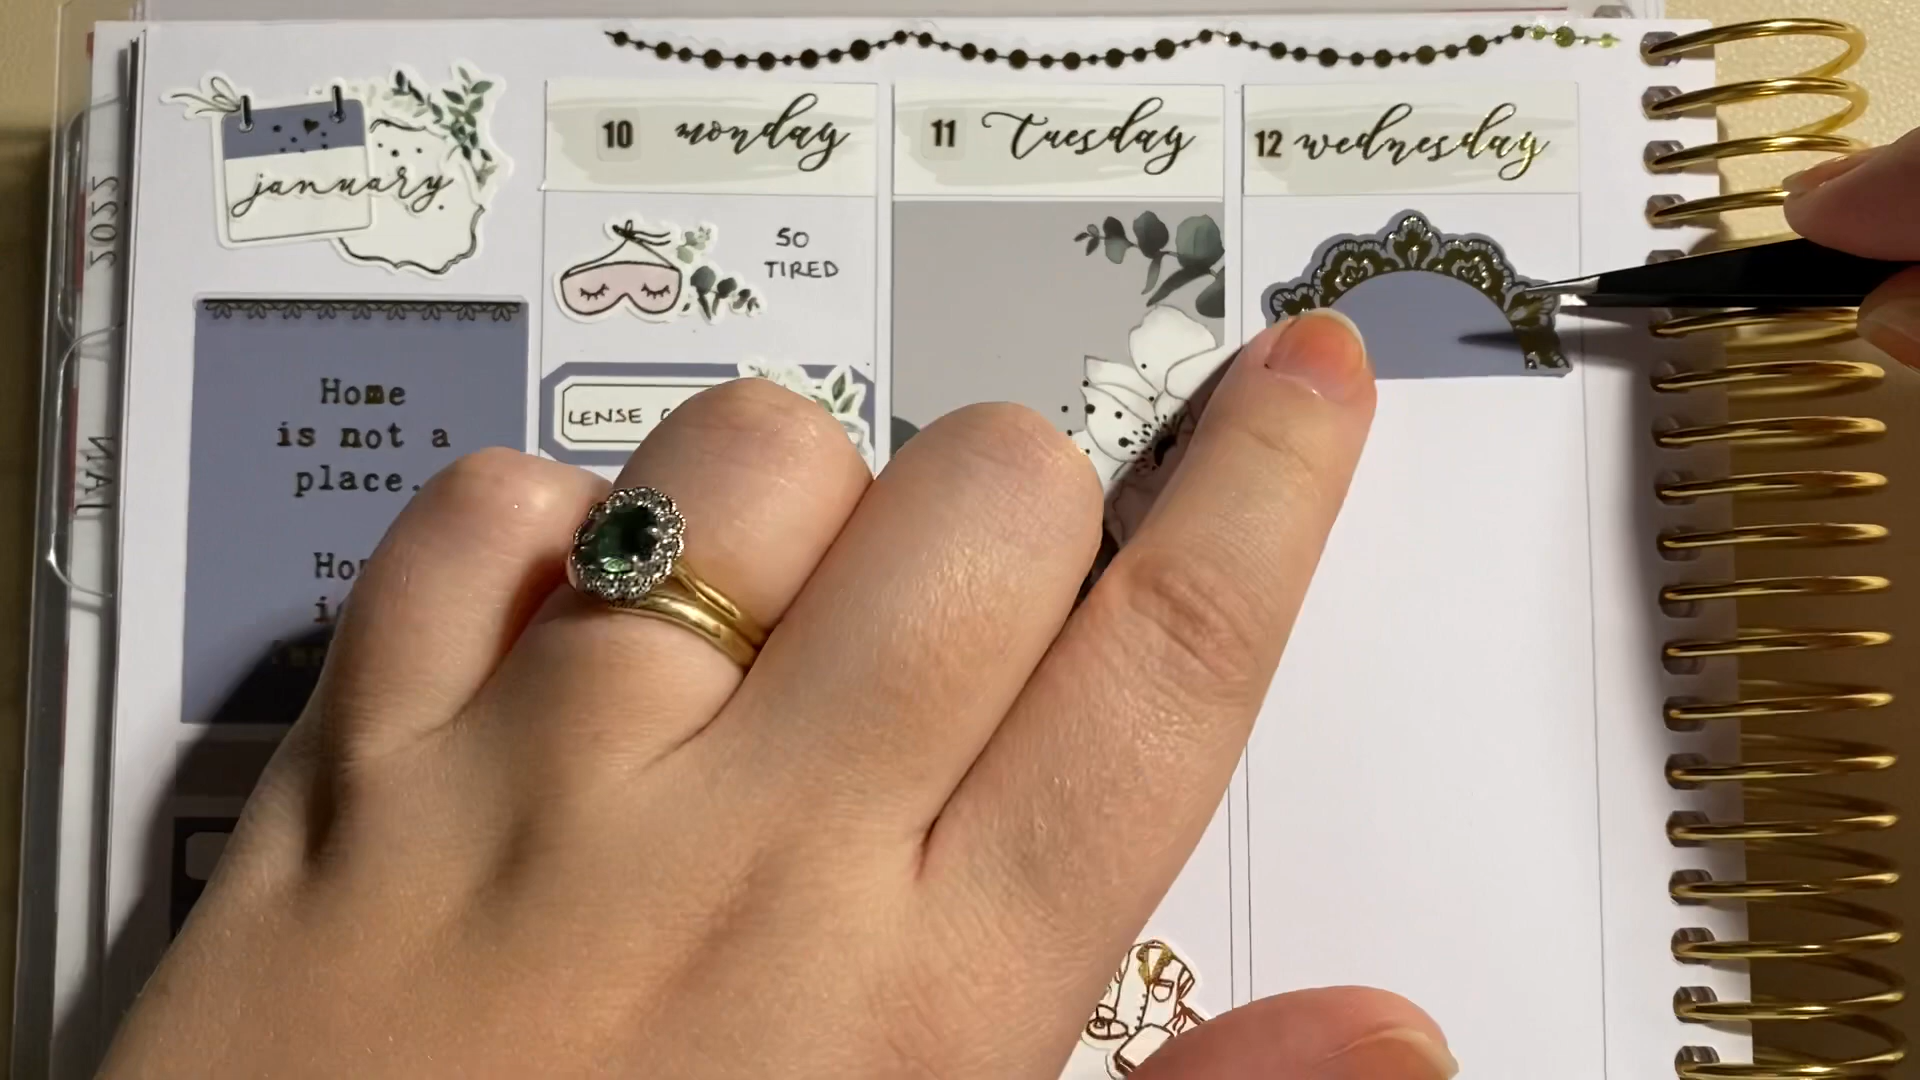 january
10 monday
11 Tuesday
12 wednesday
SO
TIRED
LENSE
Home
is not a
place.
2022
JAN